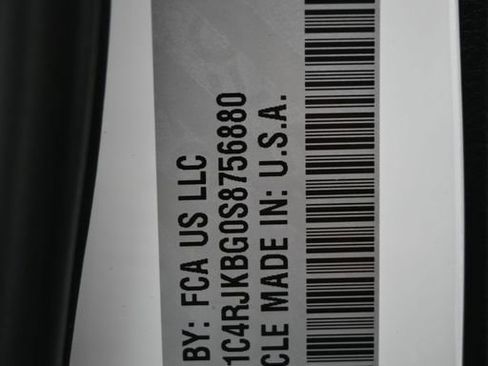 BY: FCA US LLC
1C4RJKBG0S8756880
CLE MADE IN: U.S.A.